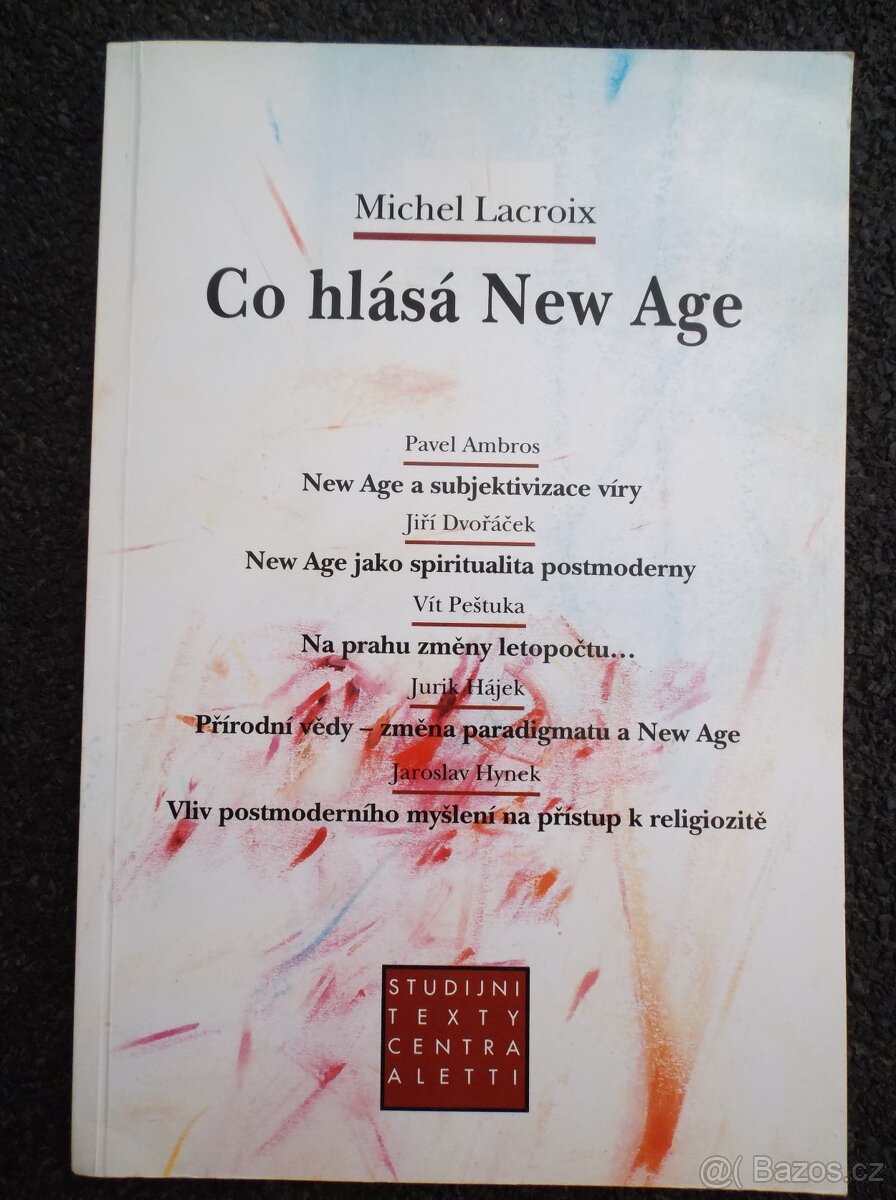 Michel Lacroix
Co hlásá New Age
Pavel Ambros
New Age a subjektivizace víry
Jiří Dvořáček
New Age jako spiritualita postmoderny
Vít Peštuka
Na prahu změny letopočtu...
Jurik Hájek
Přírodní vědy – změna paradigmatu a New Age
Jaroslav Hynek
Vliv postmoderního myšlení na přístup k religiozitě
STUDIJNI
TEXTY
CENTRA
ALETTI
@( Bazos.cz